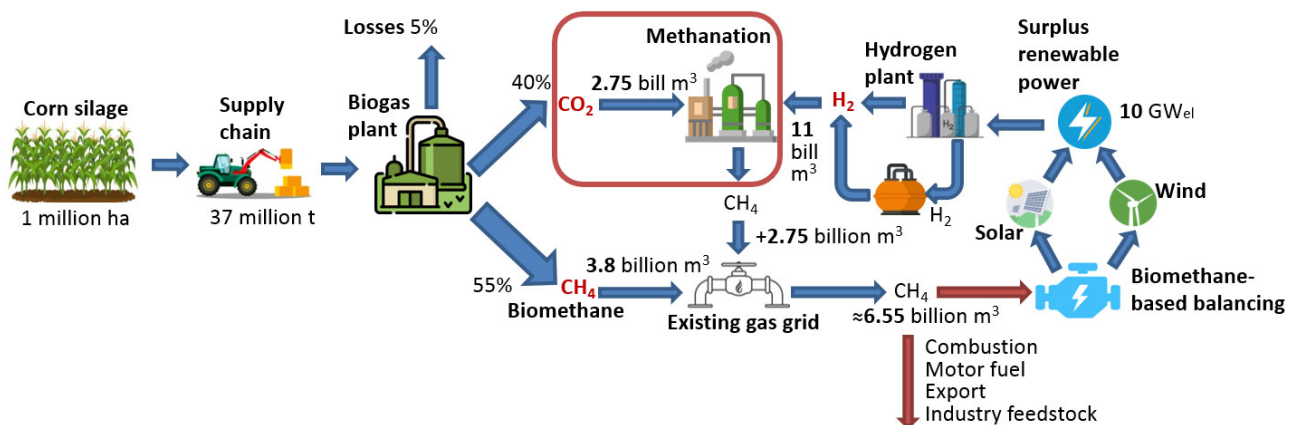 Corn silage
1 million ha
Supply
chain
37 million t
Losses 5%
Biogas
plant
40%
CO₂
2.75 bill m³
Methanation
H₂
11
bill
m³
Hydrogen
plant
H₂
H₂
Surplus
renewable
power
10 GWel
Solar
Wind
Biomethane-
based balancing
CH₄
+2.75 billion m³
55%
CH₄
Biomethane
3.8 billion m³
Existing gas grid
CH₄
≈6.55 billion m³
Combustion
Motor fuel
Export
Industry feedstock